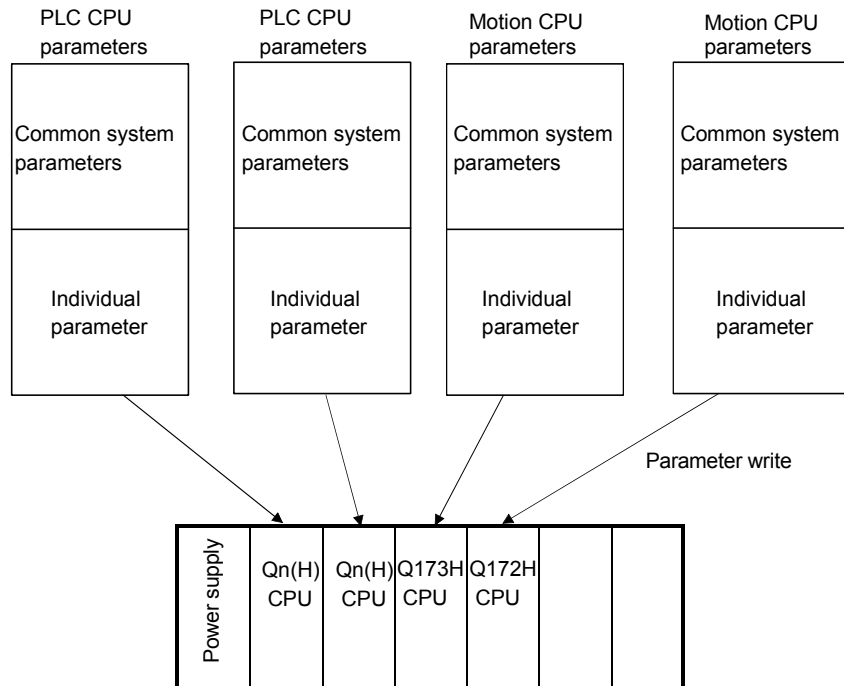 PLC CPU
parameters
PLC CPU
parameters
Motion CPU
parameters
Motion CPU
parameters
Common system
parameters
Common system
parameters
Common system
parameters
Common system
parameters
Individual
parameter
Individual
parameter
Individual
parameter
Individual
parameter
Parameter write
Power supply
Qn(H)
CPU
Qn(H)
CPU
Q173H
CPU
Q172H
CPU